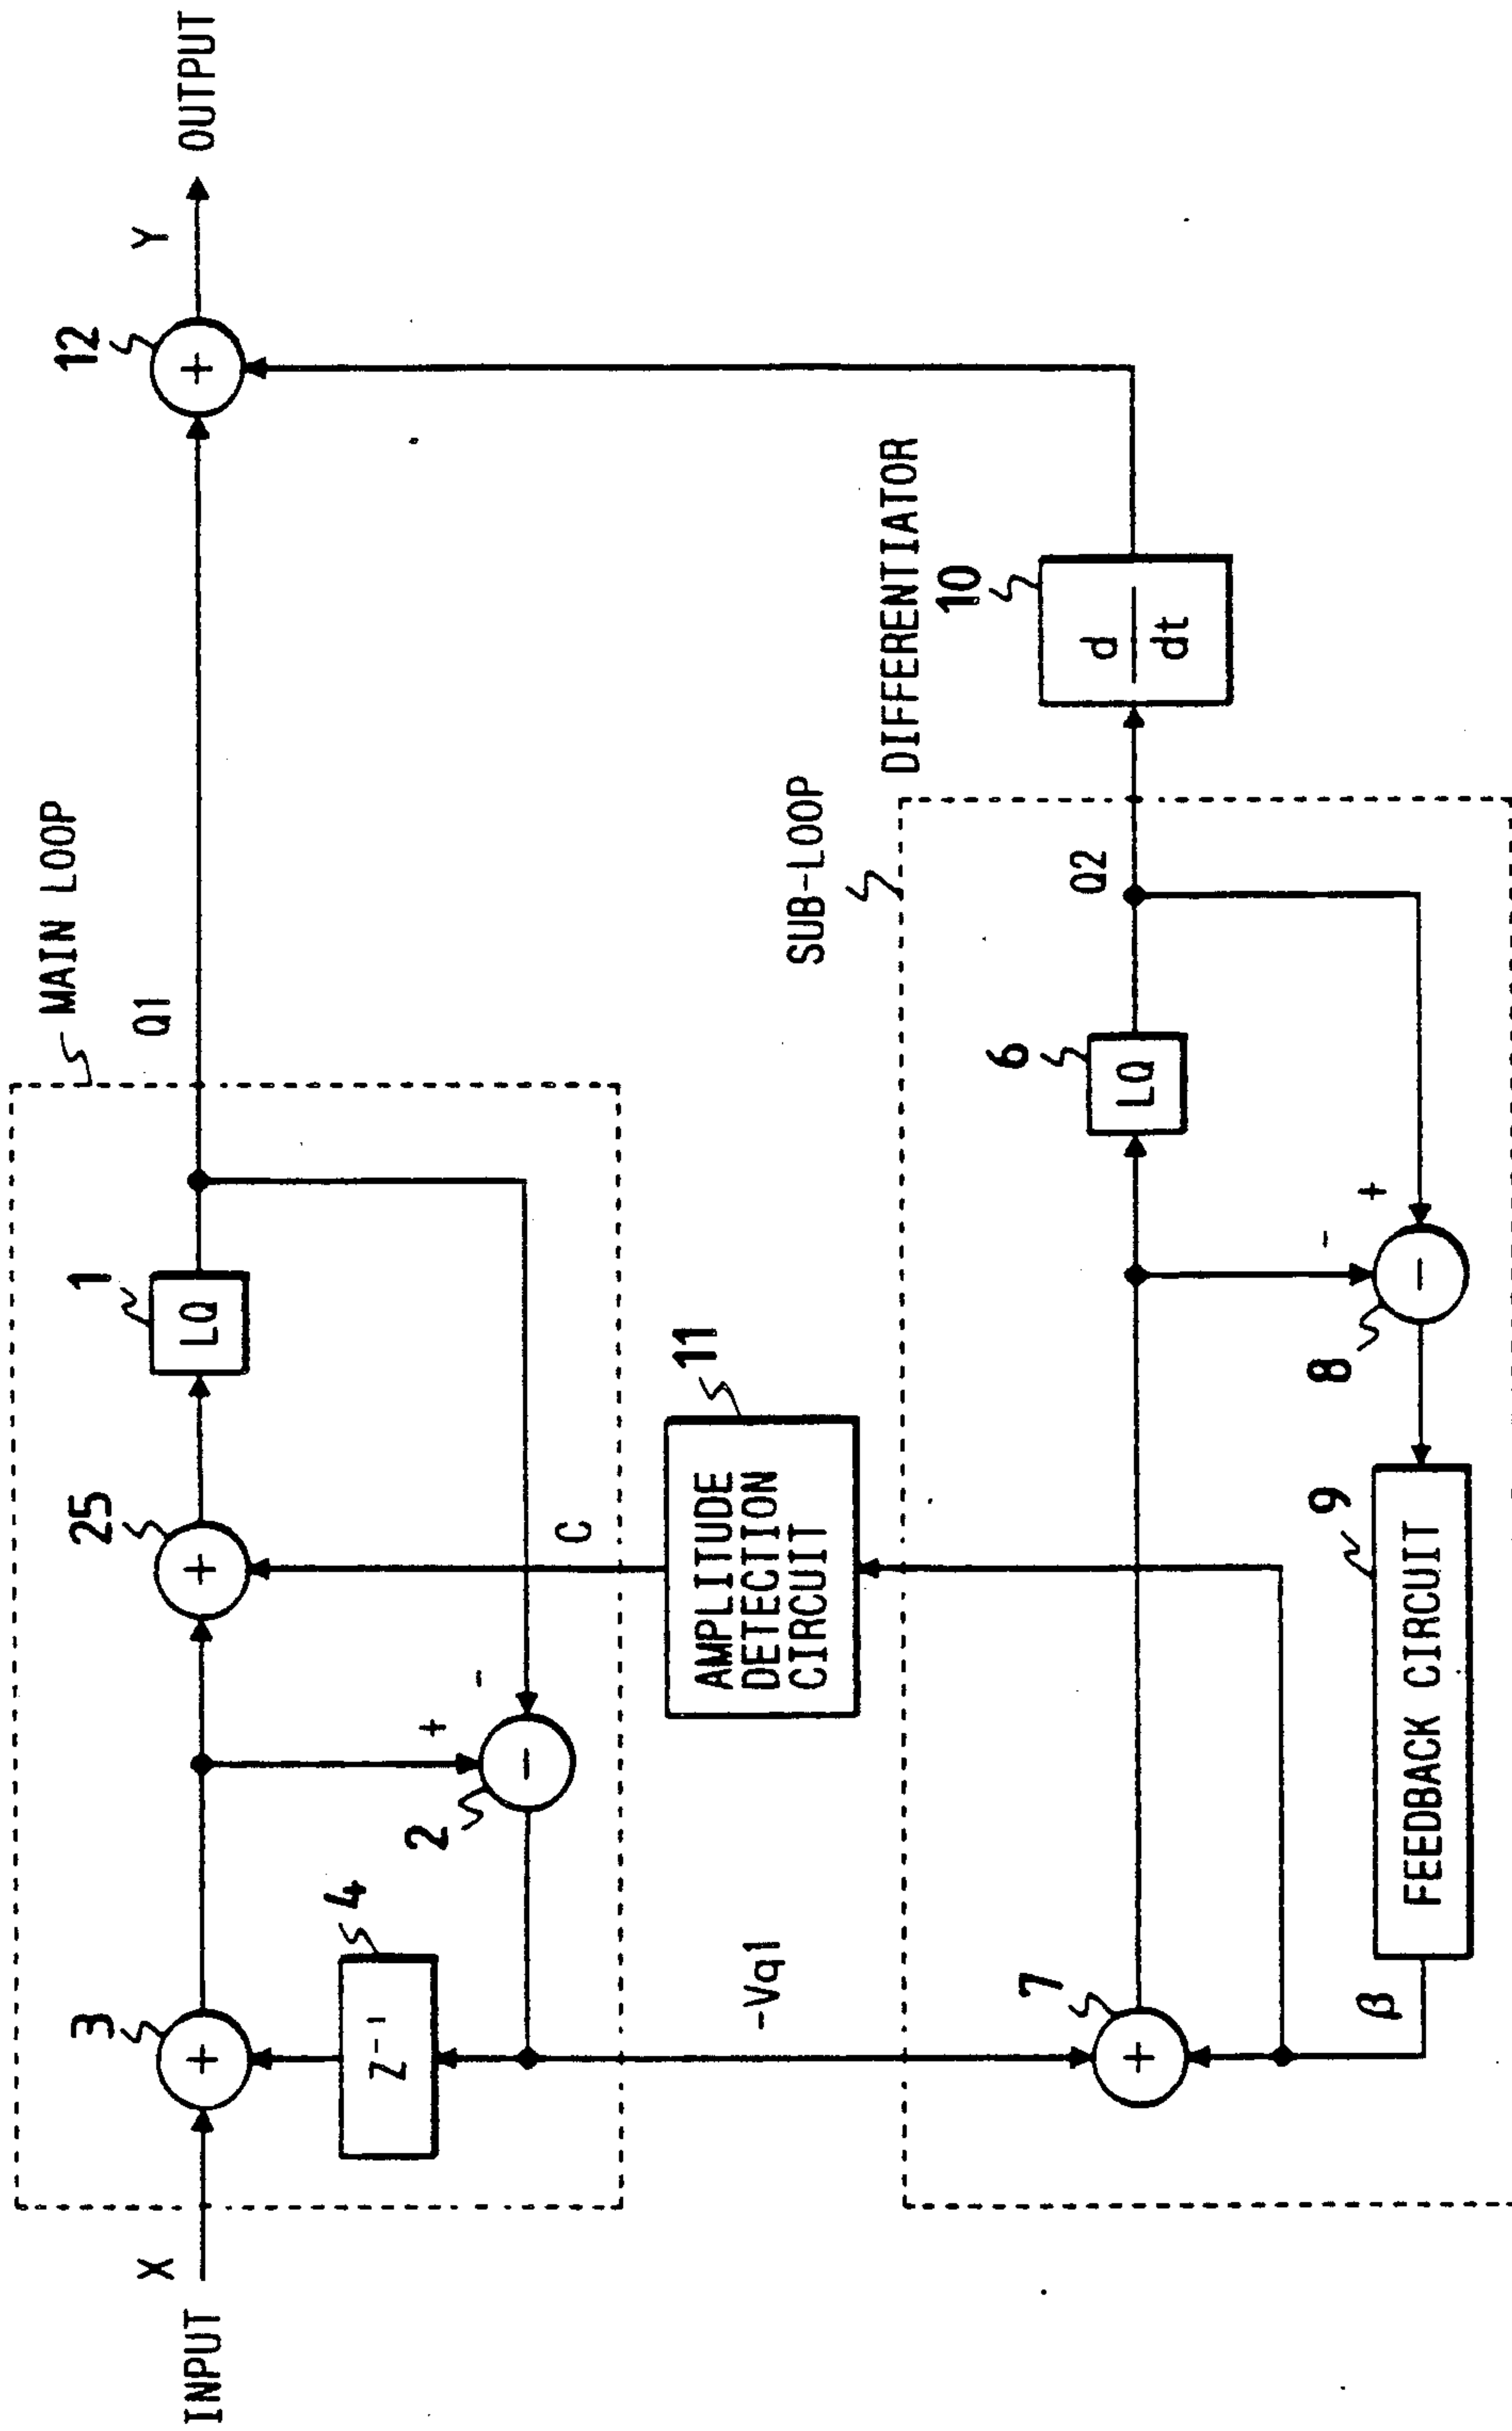 INPUT
X
3
+
Z⁻¹
4
2
+
-
-
25
+
C
1
LQ
MAIN LOOP
Q1
12
+
Y
OUTPUT
-Vq1
AMPLITUDE
DETECTION
CIRCUIT
11
SUB-LOOP
7
+
β
FEEDBACK CIRCUIT
9
8
-
-
+
6
LQ
Q2
DIFFERENTIATOR
10
d
dt